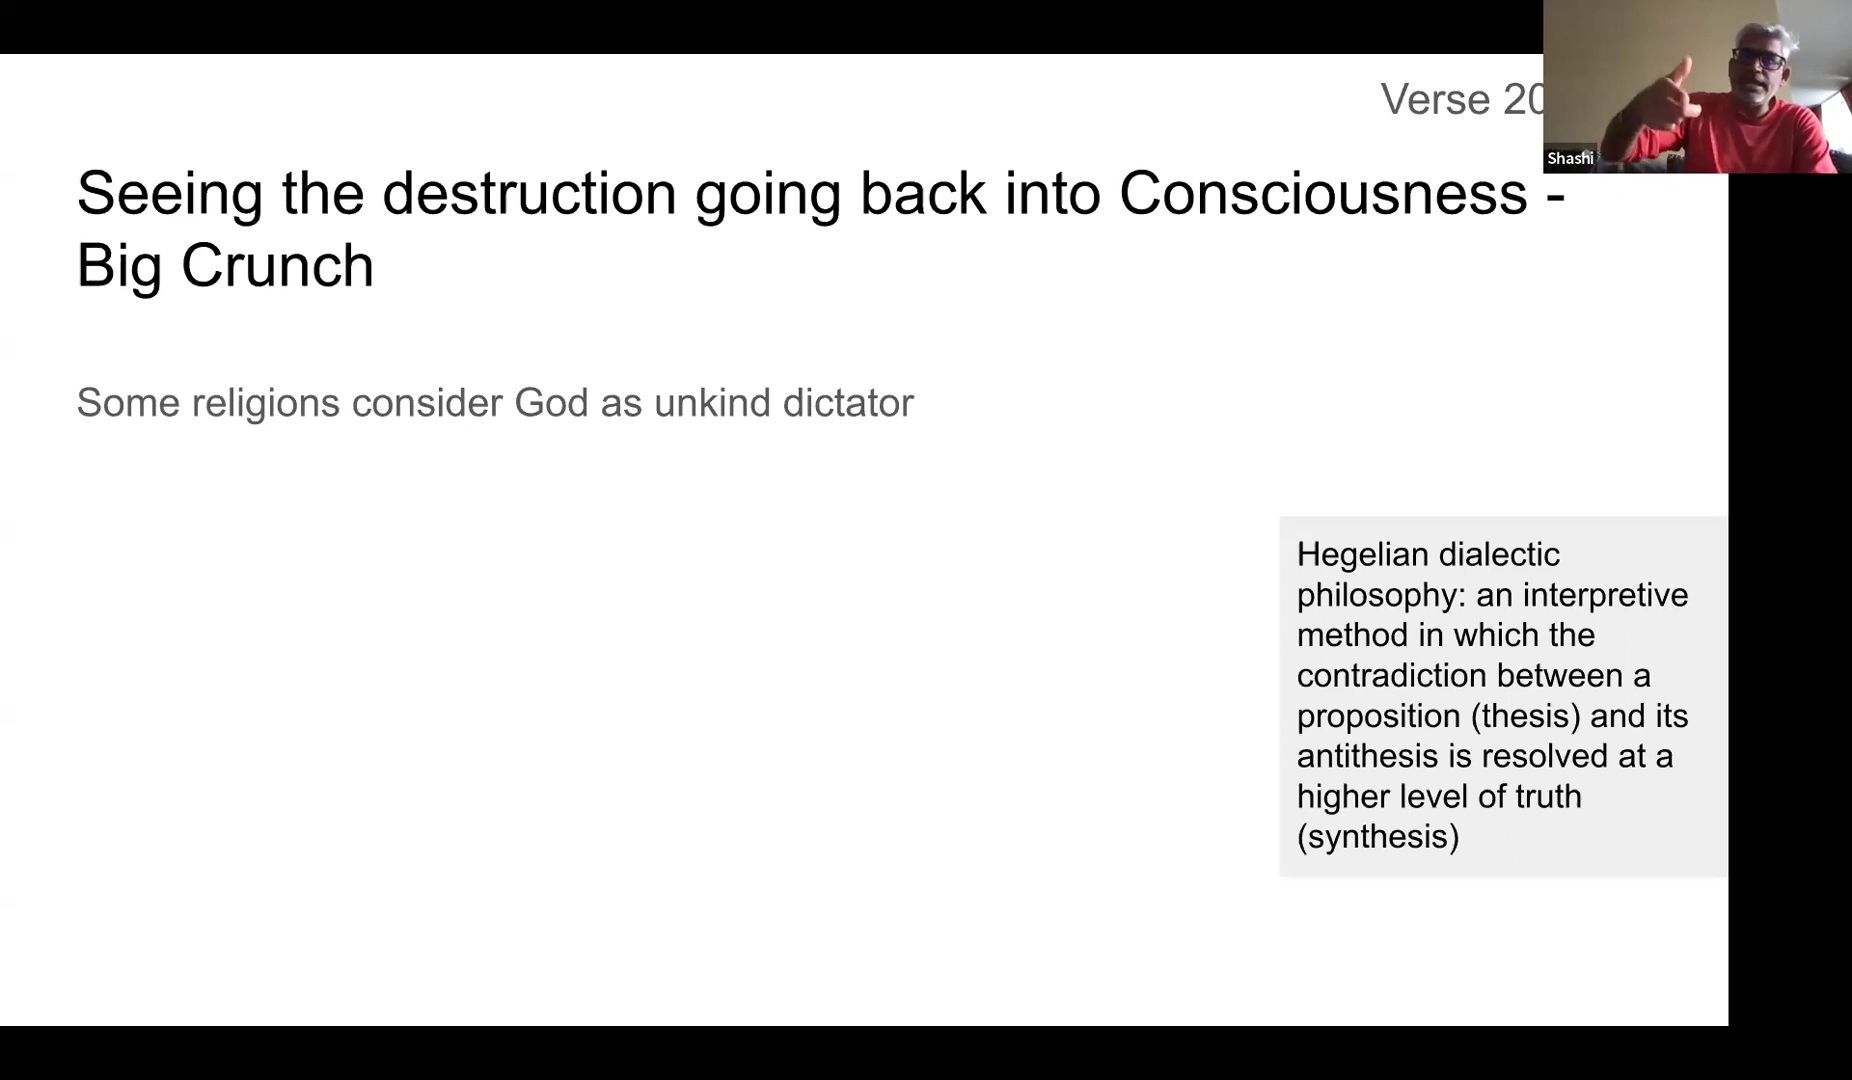 Verse 20
Shashi
Seeing the destruction going back into Consciousness -
Big Crunch
Some religions consider God as unkind dictator
Hegelian dialectic
philosophy: an interpretive
method in which the
contradiction between a
proposition (thesis) and its
antithesis is resolved at a
higher level of truth
(synthesis)